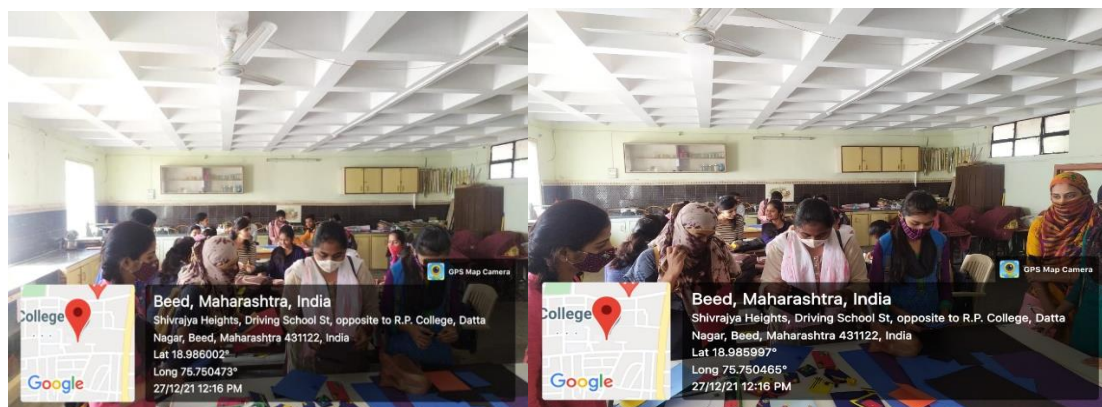 GPS Map Camera
College
Google
Beed, Maharashtra, India
Shivrajya Heights, Driving School St, opposite to R.P. College, Datta
Nagar, Beed, Maharashtra 431122, India
Lat 18.986002°
Long 75.750473°
27/12/21 12:16 PM
GPS Map Camera
College
Google
Beed, Maharashtra, India
Shivrajya Heights, Driving School St, opposite to R.P. College, Datta
Nagar, Beed, Maharashtra 431122, India
Lat 18.985997°
Long 75.750465°
27/12/21 12:16 PM